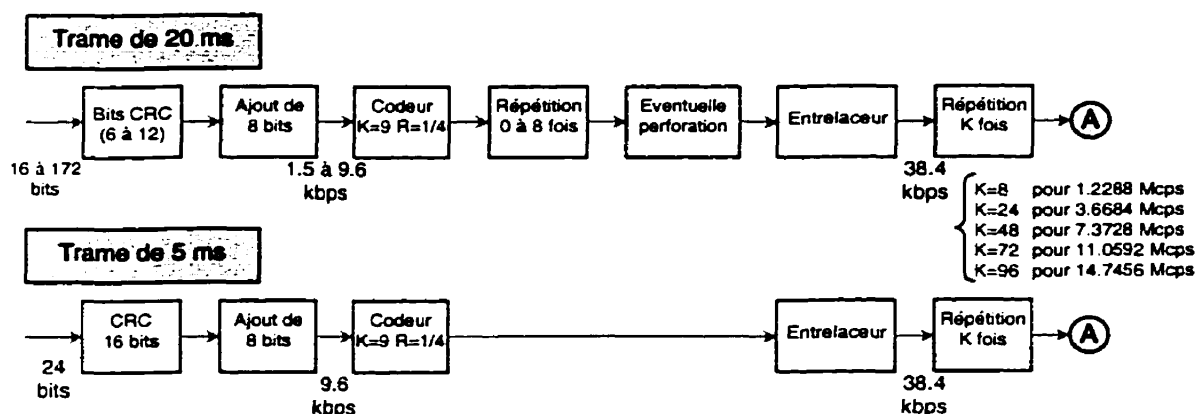 Trame de 20 ms
Bits CRC
(6 à 12)
Ajout de
8 bits
Codeur
K=9 R=1/4
Répétition
0 à 8 fois
Eventuelle
perforation
Entrelaceur
Répétition
K fois
A
16 à 172
bits
1.5 à 9.6
kbps
38.4
kbps
K=8 pour 1.2288 Mcps
K=24 pour 3.6684 Mcps
K=48 pour 7.3728 Mcps
K=72 pour 11.0592 Mcps
K=96 pour 14.7456 Mcps
Trame de 5 ms
CRC
16 bits
Ajout de
8 bits
Codeur
K=9 R=1/4
Entrelaceur
Répétition
K fois
A
24
bits
9.6
kbps
38.4
kbps